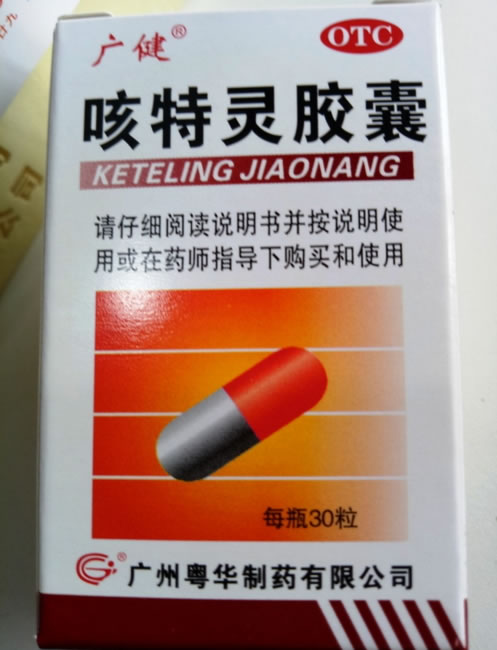 广健®
OTC
咳特灵胶囊
KETELING JIAONANG
请仔细阅读说明书并按说明使
用或在药师指导下购买和使用
每瓶30粒
广州粤华制药有限公司